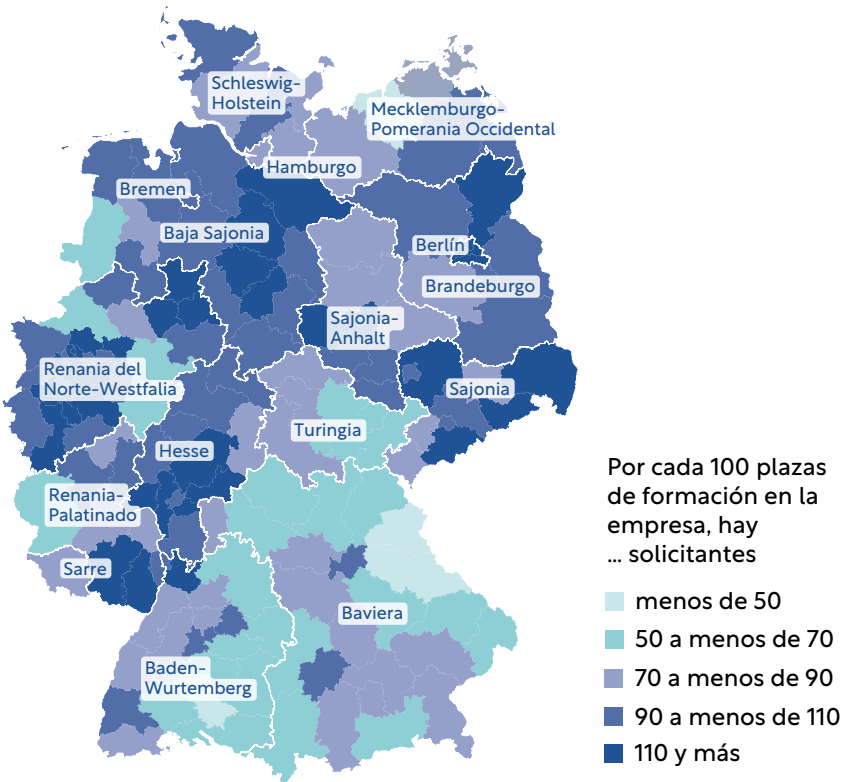 Schleswig-
Holstein
Mecklemburgo-
Pomerania Occidental
Hamburgo
Bremen
Baja Sajonia
Berlín
Brandeburgo
Sajonia-
Anhalt
Renania del
Norte-Westfalia
Sajonia
Turingia
Hesse
Renania-
Palatinado
Sarre
Baviera
Baden-
Wurtemberg
Por cada 100 plazas
de formación en la
empresa, hay
... solicitantes
menos de 50
50 a menos de 70
70 a menos de 90
90 a menos de 110
110 y más